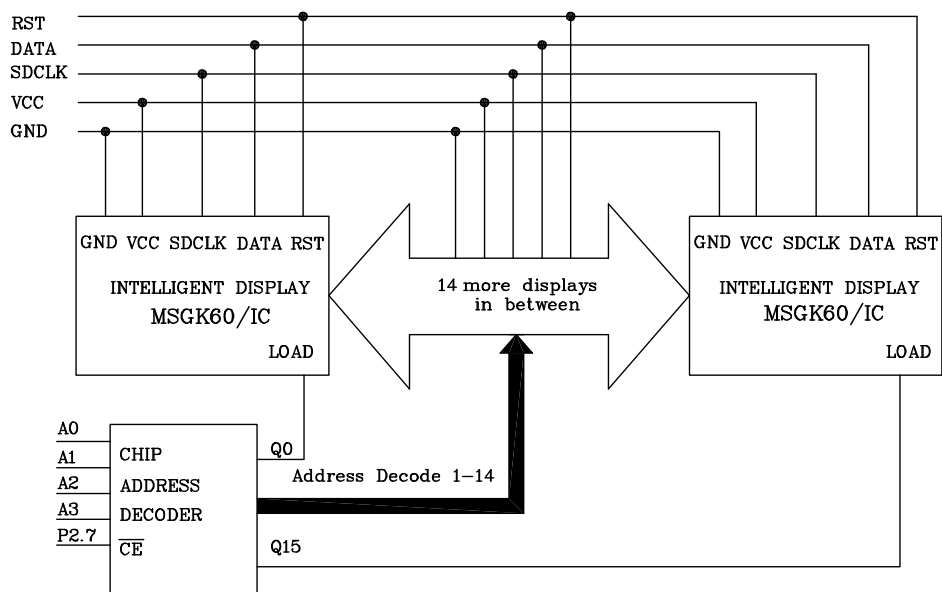 RST
DATA
SDCLK
VCC
GND
GND VCC SDCLK DATA RST
INTELLIGENT DISPLAY
MSGK60/IC
LOAD
14 more displays
in between
GND VCC SDCLK DATA RST
INTELLIGENT DISPLAY
MSGK60/IC
LOAD
A0
A1
A2
A3
P2.7
CHIP
ADDRESS
DECODER
CE
Q0
Address Decode 1-14
Q15